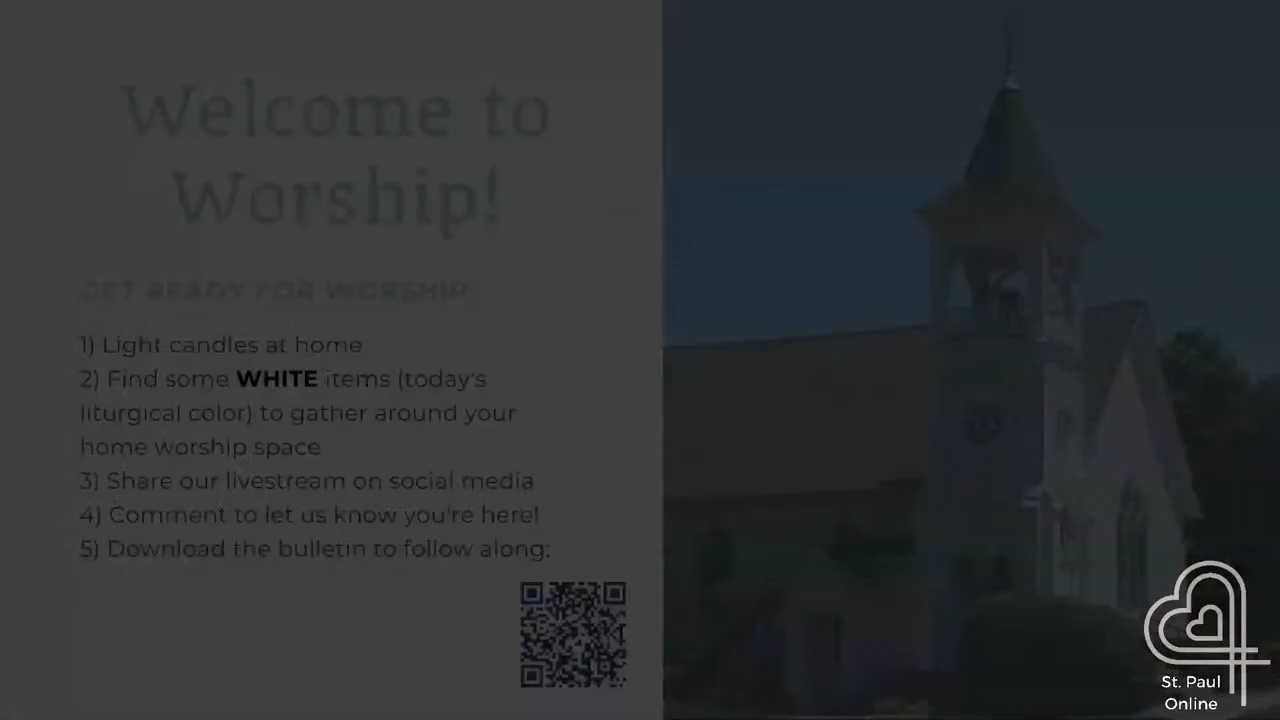 Welcome to
Worship!
GET READY FOR WORSHIP:
1) Light candles at home
2) Find some WHITE items (today's
liturgical color) to gather around your
home worship space
3) Share our livestream on social media
4) Comment to let us know you're here!
5) Download the bulletin to follow along:
St. Paul
Online